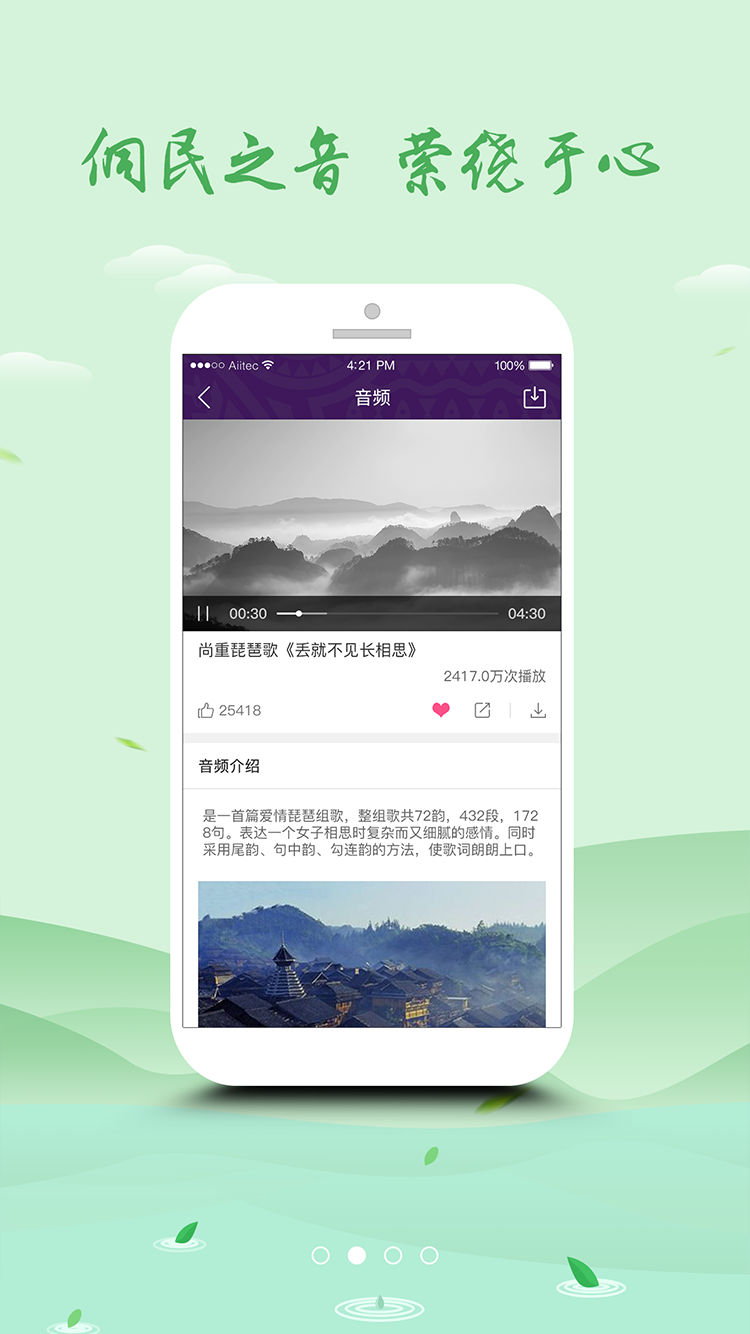 侗民之音 萦绕于心
Aiitec 4:21 PM 100%
音频
00:30 04:30
尚重琵琶歌《丢就不见长相思》
2417.0万次播放
25418
音频介绍
是一首篇爱情琵琶组歌，整组歌共72韵，432段，172
8句。表达一个女子相思时复杂而又细腻的感情。同时
采用尾韵、句中韵、勾连韵的方法，使歌词朗朗上口。